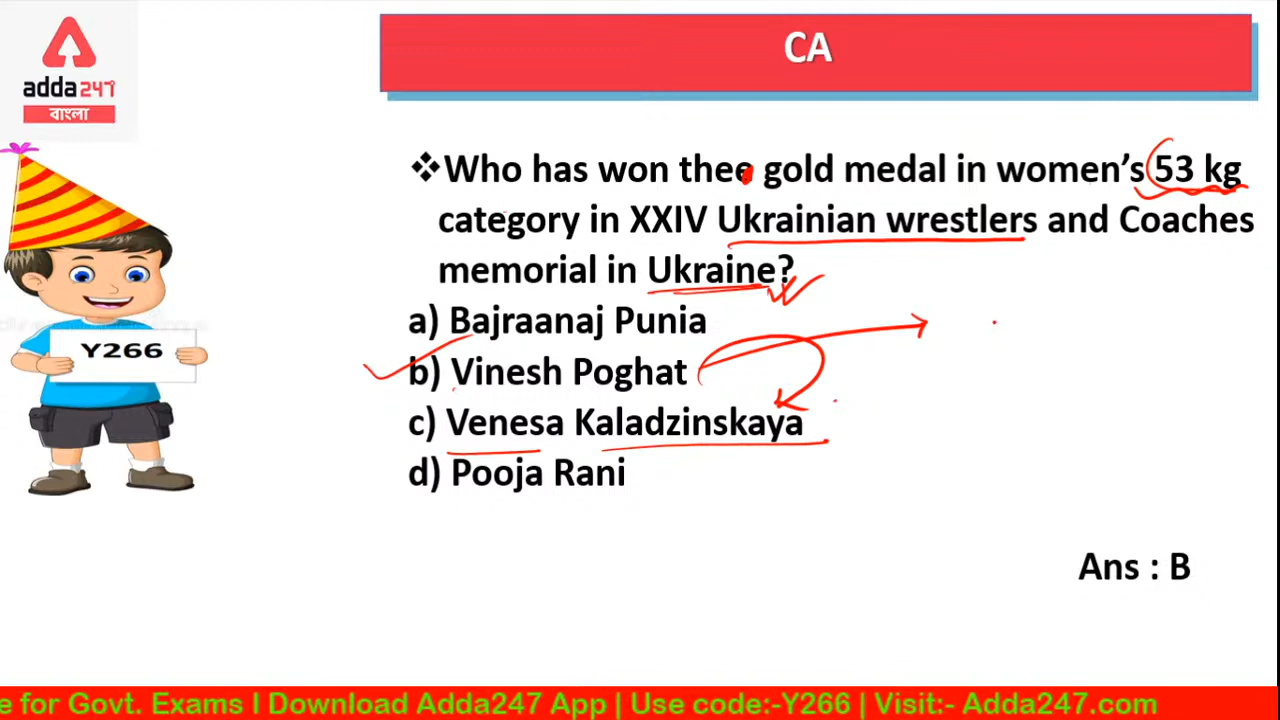 adda247
বাংলা
CA
❖Who has won thee gold medal in women's 53 kg
category in XXIV Ukrainian wrestlers and Coaches
memorial in Ukraine?
a) Bajraanaj Punia
b) Vinesh Poghat
c) Venesa Kaladzinskaya
d) Pooja Rani
Y266
Ans : B
e for Govt. Exams I Download Adda247 App | Use code:-Y266 | Visit:- Adda247.com